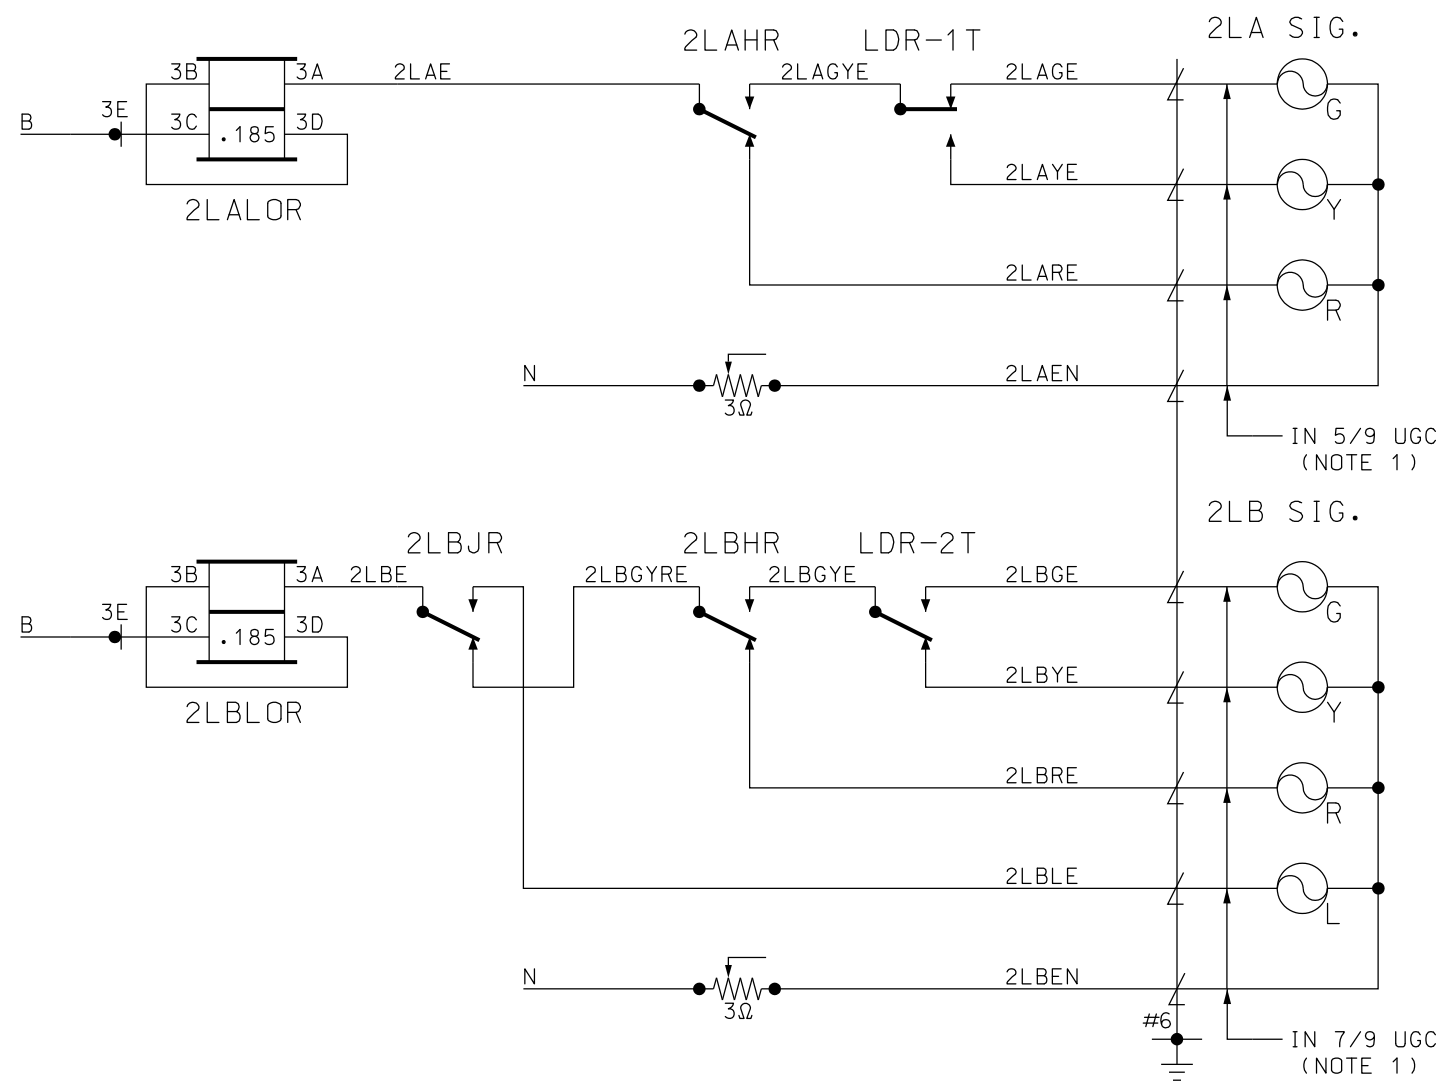 2LAHR
LDR-1T
2LA SIG.
3B
3A
2LAE
2LAGYE
2LAGE
B
3E
3C
.185
3D
G
2LALOR
2LAYE
Y
2LARE
R
N
3Ω
2LAEN
IN 5/9 UGC
(NOTE 1)
2LB SIG.
2LBJR
2LBHR
LDR-2T
3B
3A
2LBE
2LBGYRE
2LBGYE
2LBGE
B
3E
3C
.185
3D
G
2LBLOR
2LBYE
Y
2LBRE
R
2LBLE
L
N
3Ω
2LBEN
#6
IN 7/9 UGC
(NOTE 1)